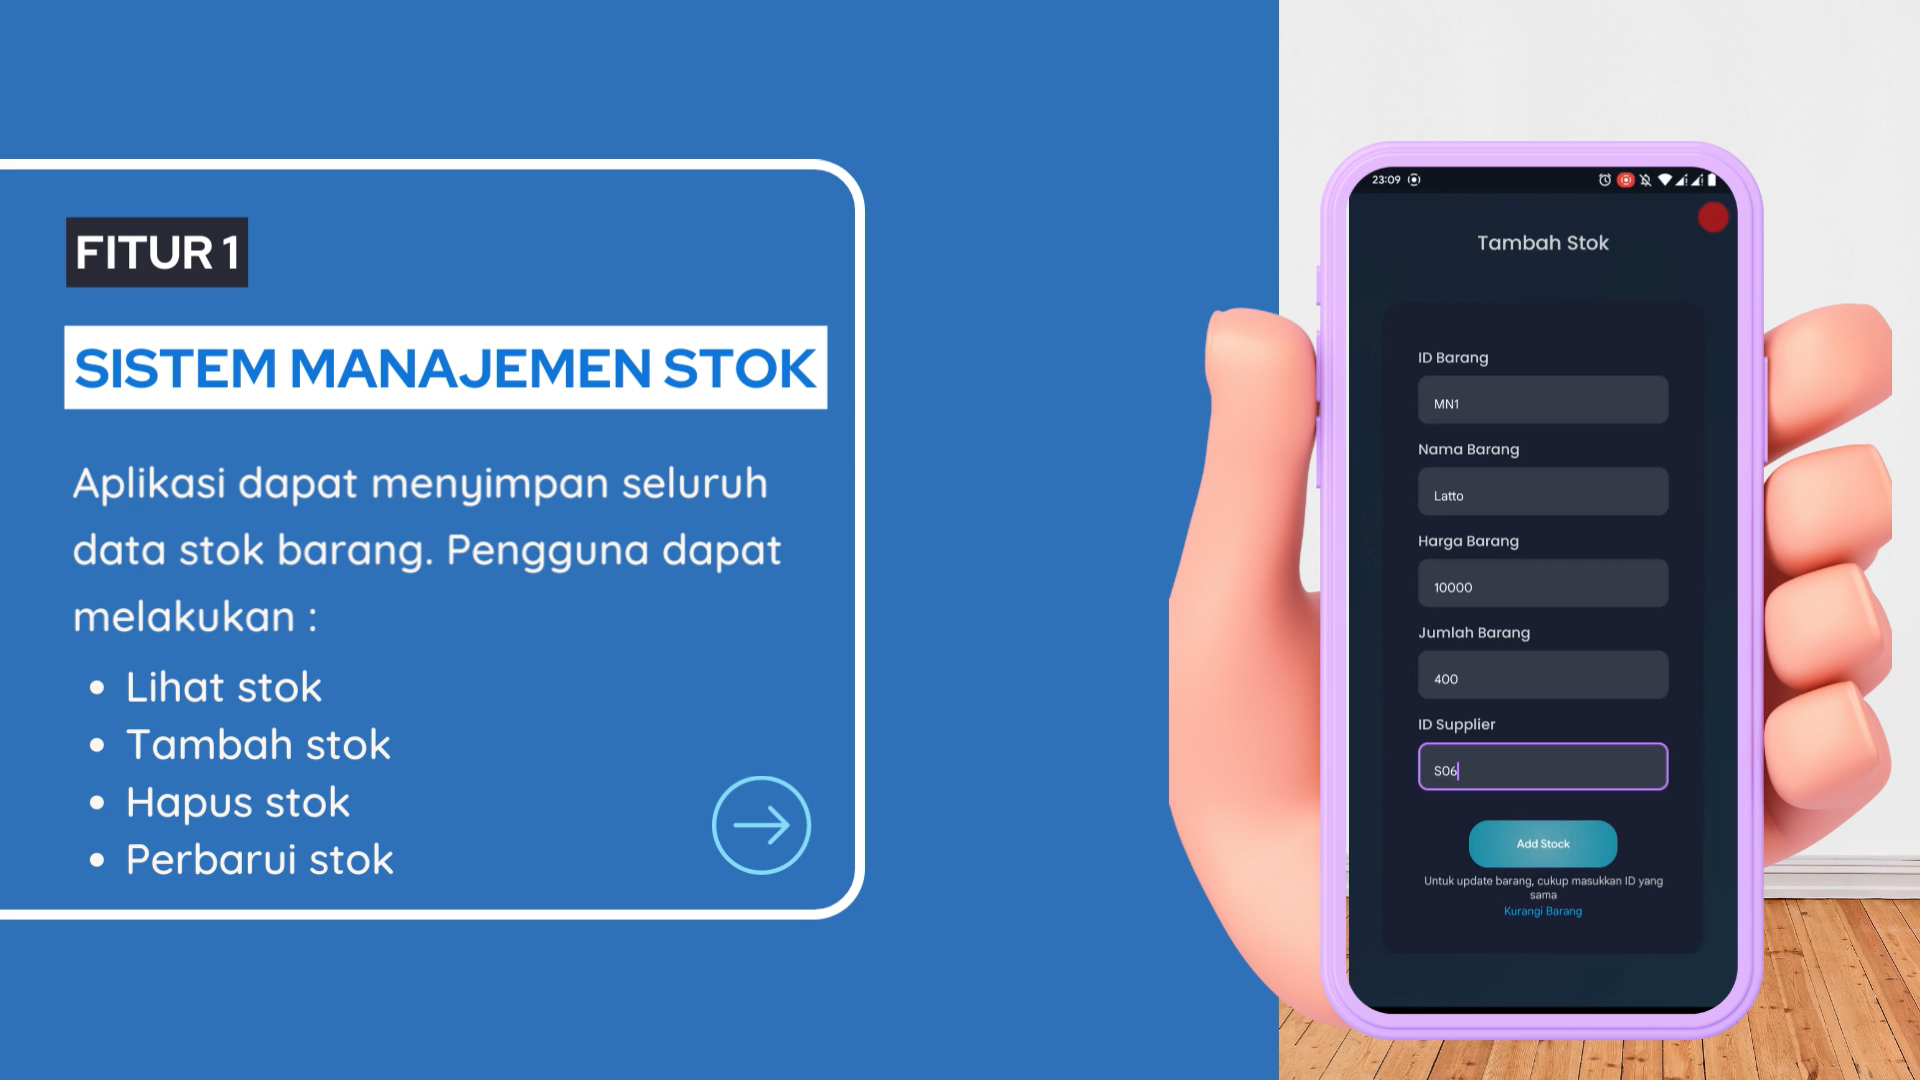 FITUR 1
SISTEM MANAJEMEN STOK
Aplikasi dapat menyimpan seluruh
data stok barang. Pengguna dapat
melakukan :
• Lihat stok
• Tambah stok
• Hapus stok
• Perbarui stok
23:09
Tambah Stok
ID Barang
MN1
Nama Barang
Latto
Harga Barang
10000
Jumlah Barang
400
ID Supplier
S06
Add Stock
Untuk update barang, cukup masukkan ID yang
sama
Kurangi Barang